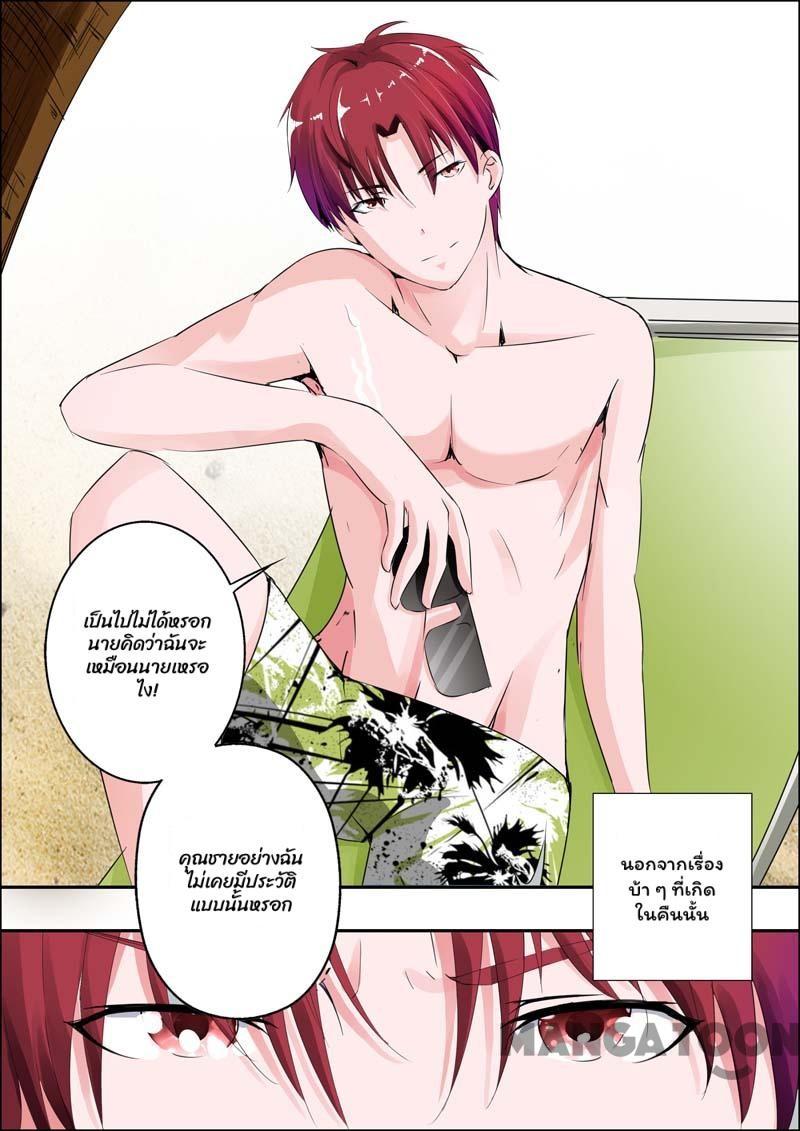 เป็นไปไม่ได้หรอก
นายคิดว่าฉันจะ
เหมือนนายเหรอ
ไง!
คุณชายอย่างฉัน
ไม่เคยมีประวัติ
แบบนั้นหรอก
นอกจากเรื่อง
บ้า ๆ ที่เกิด
ในคืนนั้น
MANGATOON